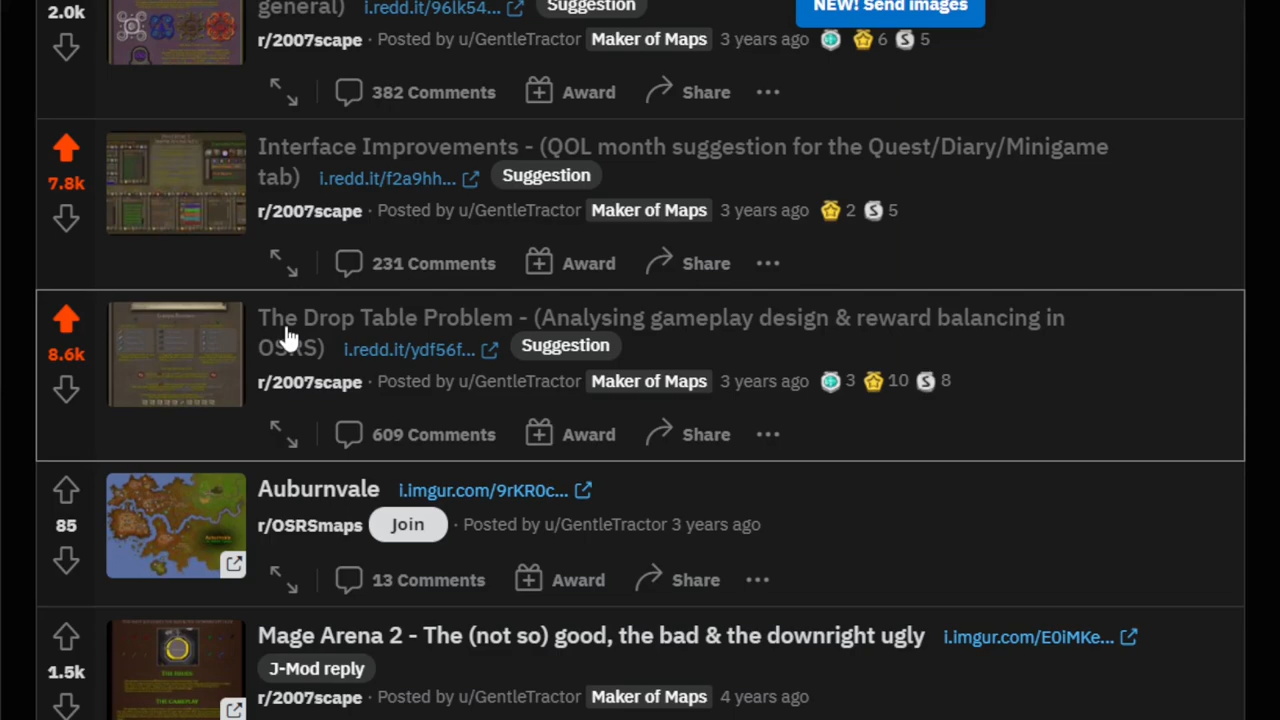 2.0k
general) i.redd.it/96lk54... Suggestion
NEW! Send images
r/2007scape · Posted by u/GentleTractor Maker of Maps 3 years ago 6 5
382 Comments Award Share
Interface Improvements - (QOL month suggestion for the Quest/Diary/Minigame
7.8k tab) i.redd.it/f2a9hh... Suggestion
r/2007scape · Posted by u/GentleTractor Maker of Maps 3 years ago 2 5
231 Comments Award Share
The Drop Table Problem - (Analysing gameplay design & reward balancing in
8.6k OSRS) i.redd.it/ydf56f... Suggestion
r/2007scape · Posted by u/GentleTractor Maker of Maps 3 years ago 3 10 8
609 Comments Award Share
Auburnvale i.imgur.com/9rKR0c...
85 r/OSRSmaps Join · Posted by u/GentleTractor 3 years ago
13 Comments Award Share
Mage Arena 2 - The (not so) good, the bad & the downright ugly i.imgur.com/E0iMKe...
1.5k J-Mod reply
r/2007scape · Posted by u/GentleTractor Maker of Maps 4 years ago